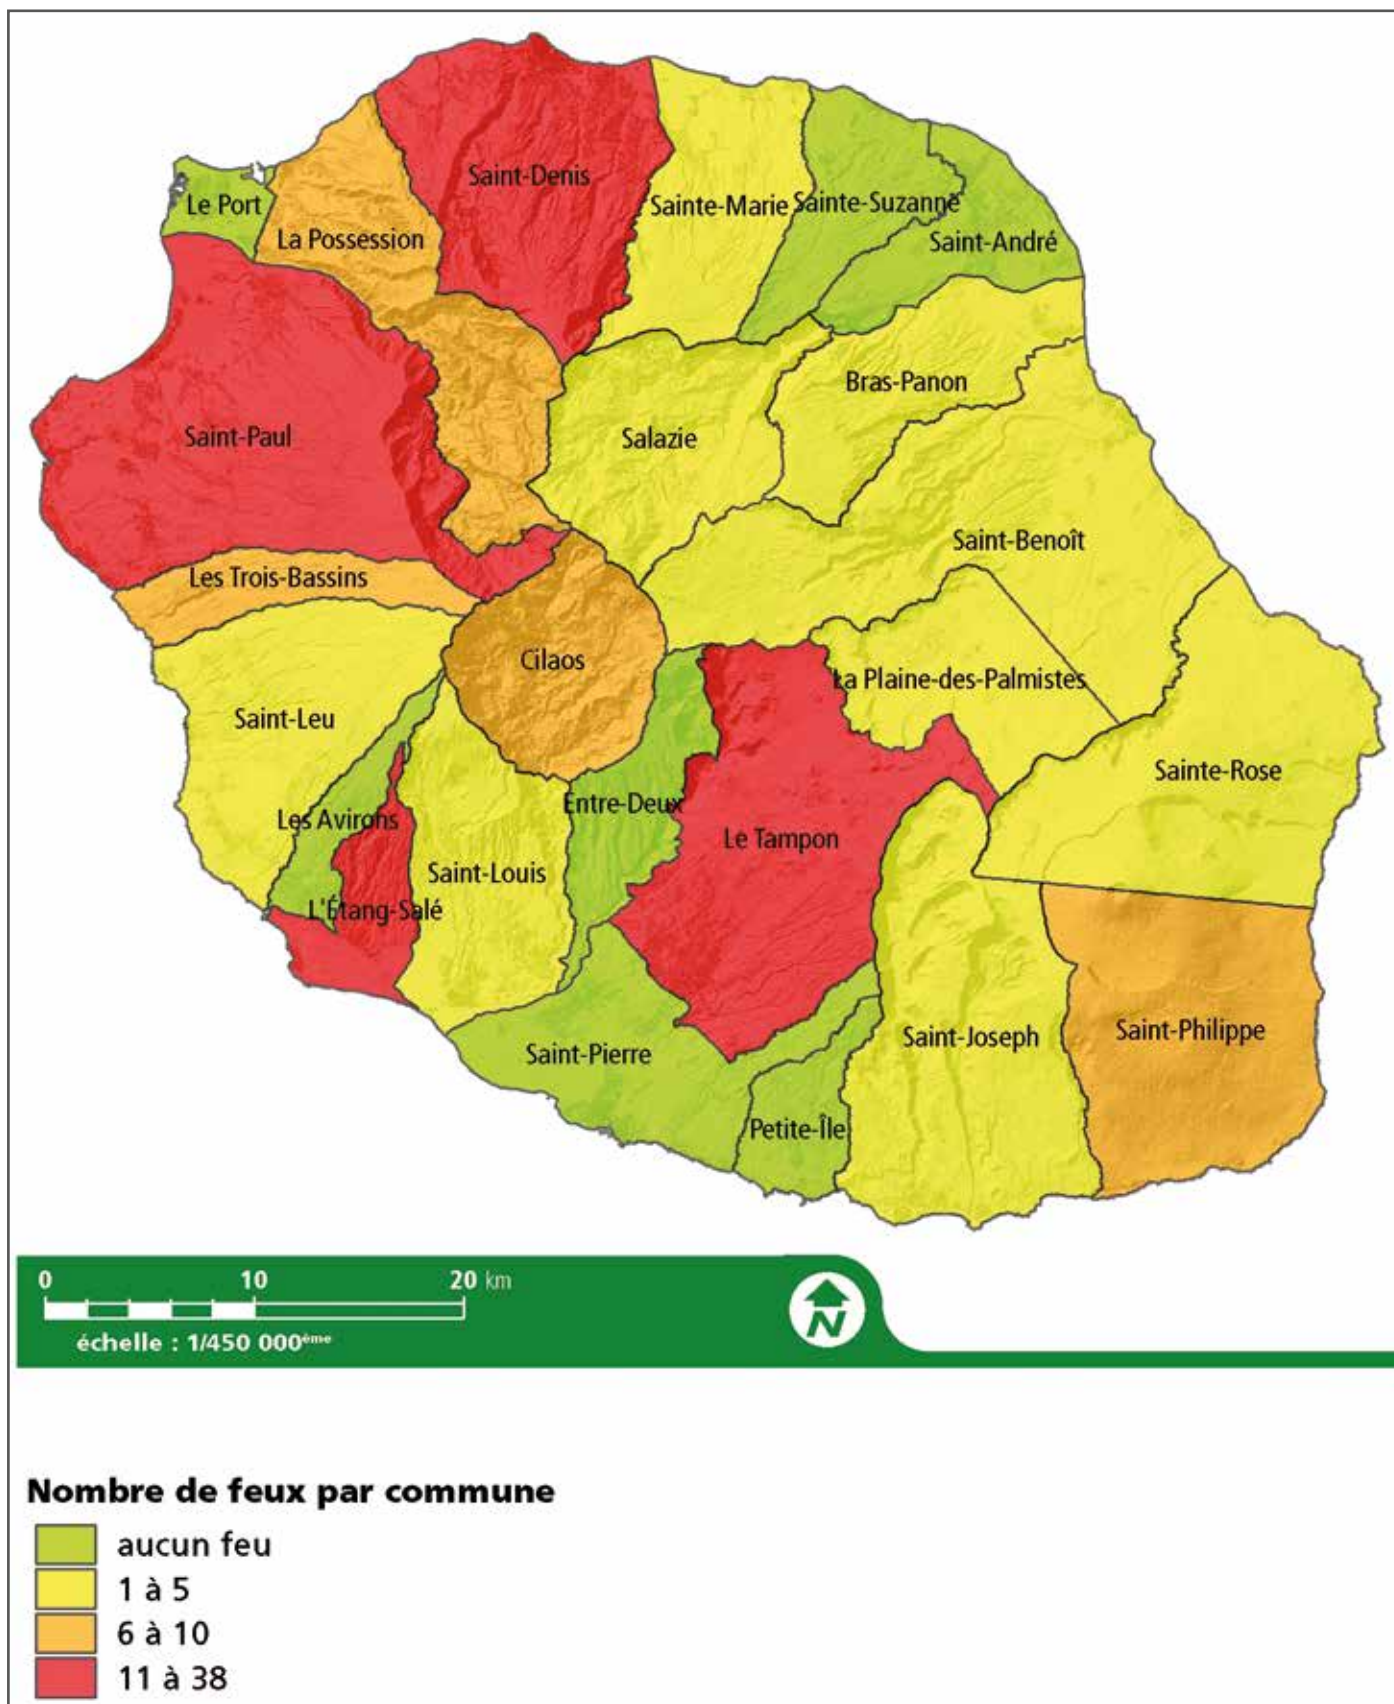 Saint-Denis
Le Port
Sainte-Marie
Sainte-Suzanne
La Possession
Saint-André
Bras-Panon
Saint-Paul
Salazie
Saint-Benoît
Les Trois-Bassins
Cilaos
La Plaine-des-Palmistes
Saint-Leu
Sainte-Rose
Entre-Deux
Les Avirons
Le Tampon
Saint-Louis
L'Étang-Salé
Saint-Philippe
Saint-Joseph
Saint-Pierre
Petite-Île
0 10 20 km
N
échelle : 1/450 000ème
Nombre de feux par commune
aucun feu
1 à 5
6 à 10
11 à 38